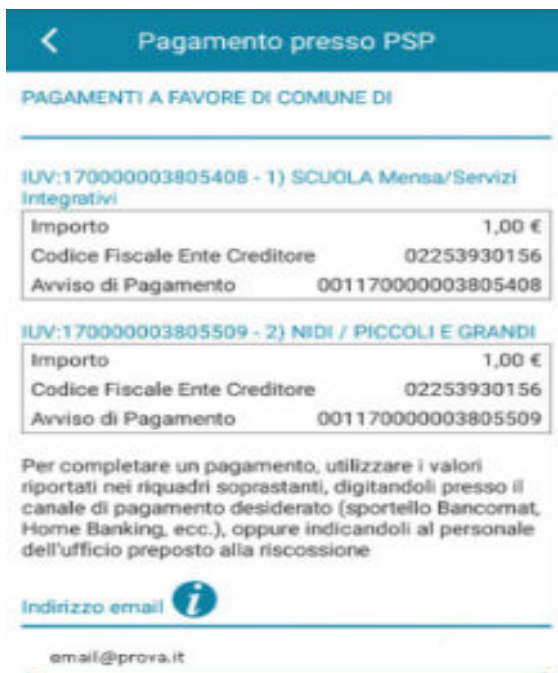 Pagamento presso PSP
PAGAMENTI A FAVORE DI COMUNE DI
IUV:170000003805408 - 1) SCUOLA Mensa/Servizi
Integrativi
Importo 1,00 €
Codice Fiscale Ente Creditore 02253930156
Avviso di Pagamento 001170000003805408
IUV:170000003805509 - 2) NIDI / PICCOLI E GRANDI
Importo 1,00 €
Codice Fiscale Ente Creditore 02253930156
Avviso di Pagamento 001170000003805509
Per completare un pagamento, utilizzare i valori
riportati nei riquadri soprastanti, digitandoli presso il
canale di pagamento desiderato (sportello Bancomat,
Home Banking, ecc.), oppure indicandoli al personale
dell'ufficio preposto alla riscossione
Indirizzo email i
email@prova.it